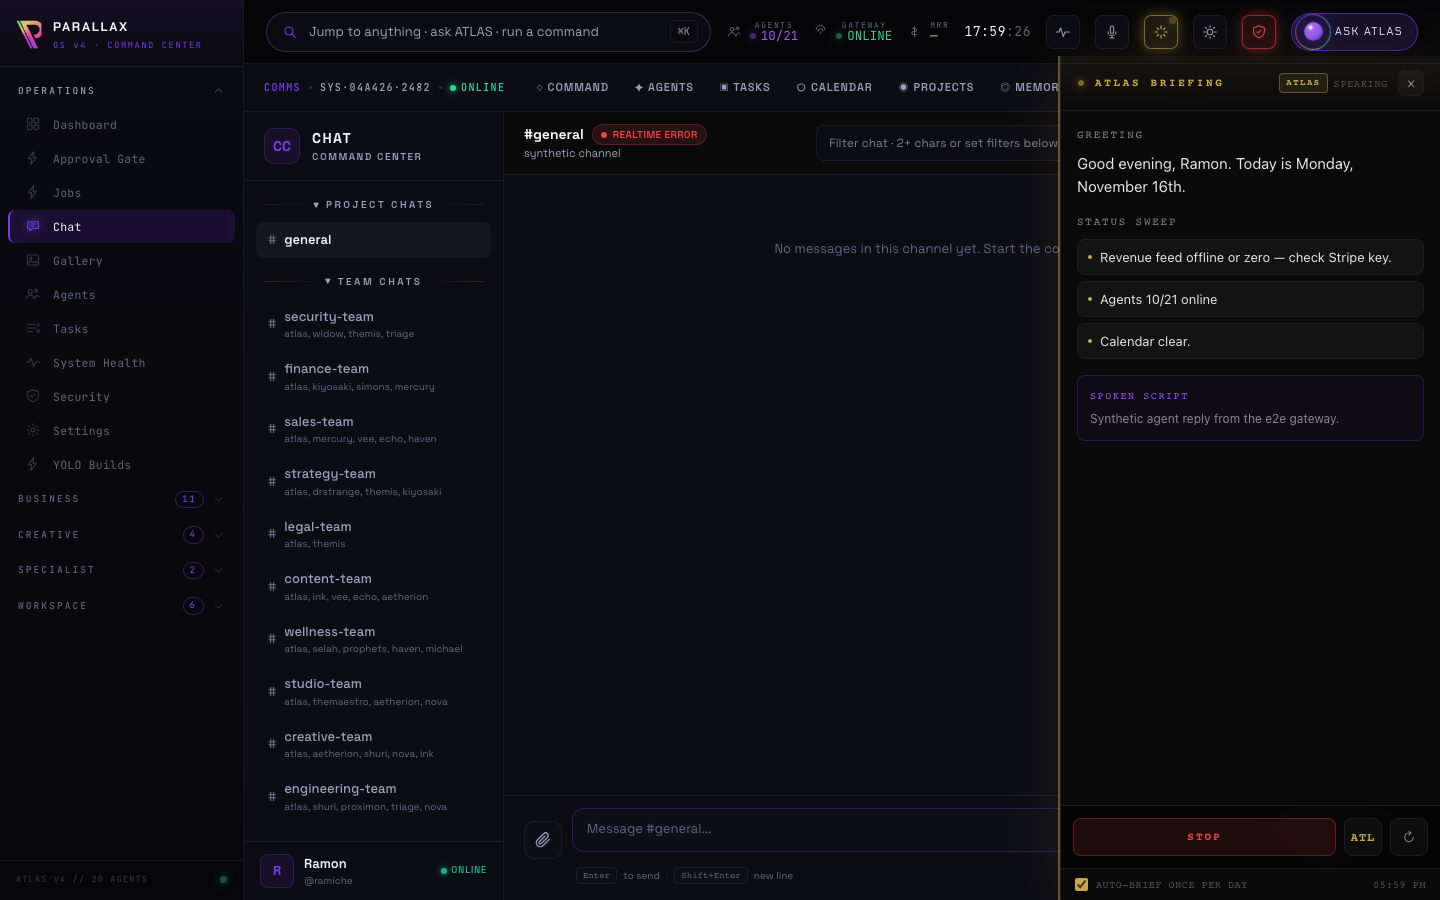 PARALLAX
OS v4 · COMMAND CENTER
OPERATIONS
Dashboard
Approval Gate
Jobs
Chat
Gallery
Agents
Tasks
System Health
Security
Settings
YOLO Builds
BUSINESS 11
CREATIVE 4
SPECIALIST 2
WORKSPACE 6
ATLAS V4 // 20 AGENTS
Jump to anything · ask ATLAS · run a command ⌘K
AGENTS
10/21
GATEWAY
ONLINE
MRR
—
17:59:26
ASK ATLAS
COMMS · SYS-04A426-2482 · ONLINE
COMMAND
AGENTS
TASKS
CALENDAR
PROJECTS
MEMOR
CC
CHAT
COMMAND CENTER
▾ PROJECT CHATS
# general
▾ TEAM CHATS
# security-team
atlas, widow, themis, triage
# finance-team
atlas, kiyosaki, simons, mercury
# sales-team
atlas, mercury, vee, echo, haven
# strategy-team
atlas, drstrange, themis, kiyosaki
# legal-team
atlas, themis
# content-team
atlas, ink, vee, echo, aetherion
# wellness-team
atlas, selah, prophets, haven, michael
# studio-team
atlas, themaestro, aetherion, nova
# creative-team
atlas, aetherion, shuri, nova, ink
# engineering-team
atlas, shuri, proximon, triage, nova
R
Ramon
@ramiche
ONLINE
#general
REALTIME ERROR
synthetic channel
Filter chat · 2+ chars or set filters below
No messages in this channel yet. Start the co
Message #general...
Enter to send | Shift+Enter new line
ATLAS BRIEFING
ATLAS SPEAKING
X
GREETING
Good evening, Ramon. Today is Monday,
November 16th.
STATUS SWEEP
• Revenue feed offline or zero — check Stripe key.
• Agents 10/21 online
• Calendar clear.
SPOKEN SCRIPT
Synthetic agent reply from the e2e gateway.
STOP
ATL
AUTO-BRIEF ONCE PER DAY
05:59 PM